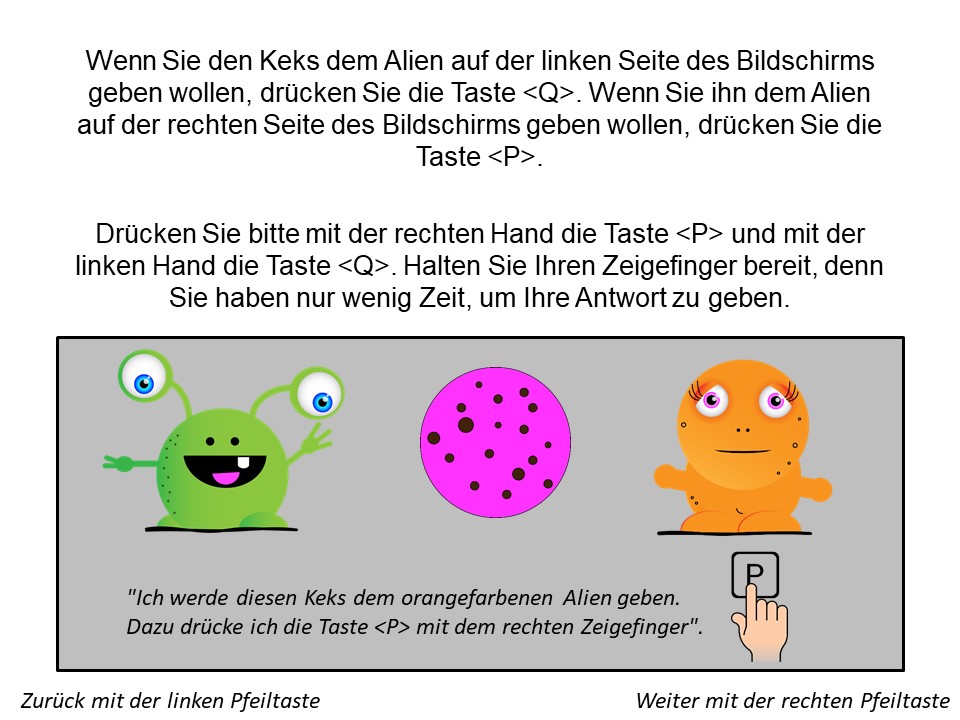 Wenn Sie den Keks dem Alien auf der linken Seite des Bildschirms
geben wollen, drücken Sie die Taste <Q>. Wenn Sie ihn dem Alien
auf der rechten Seite des Bildschirms geben wollen, drücken Sie die
Taste <P>.
Drücken Sie bitte mit der rechten Hand die Taste <P> und mit der
linken Hand die Taste <Q>. Halten Sie Ihren Zeigefinger bereit, denn
Sie haben nur wenig Zeit, um Ihre Antwort zu geben.
P
"Ich werde diesen Keks dem orangefarbenen Alien geben.
Dazu drücke ich die Taste <P> mit dem rechten Zeigefinger".
Zurück mit der linken Pfeiltaste
Weiter mit der rechten Pfeiltaste